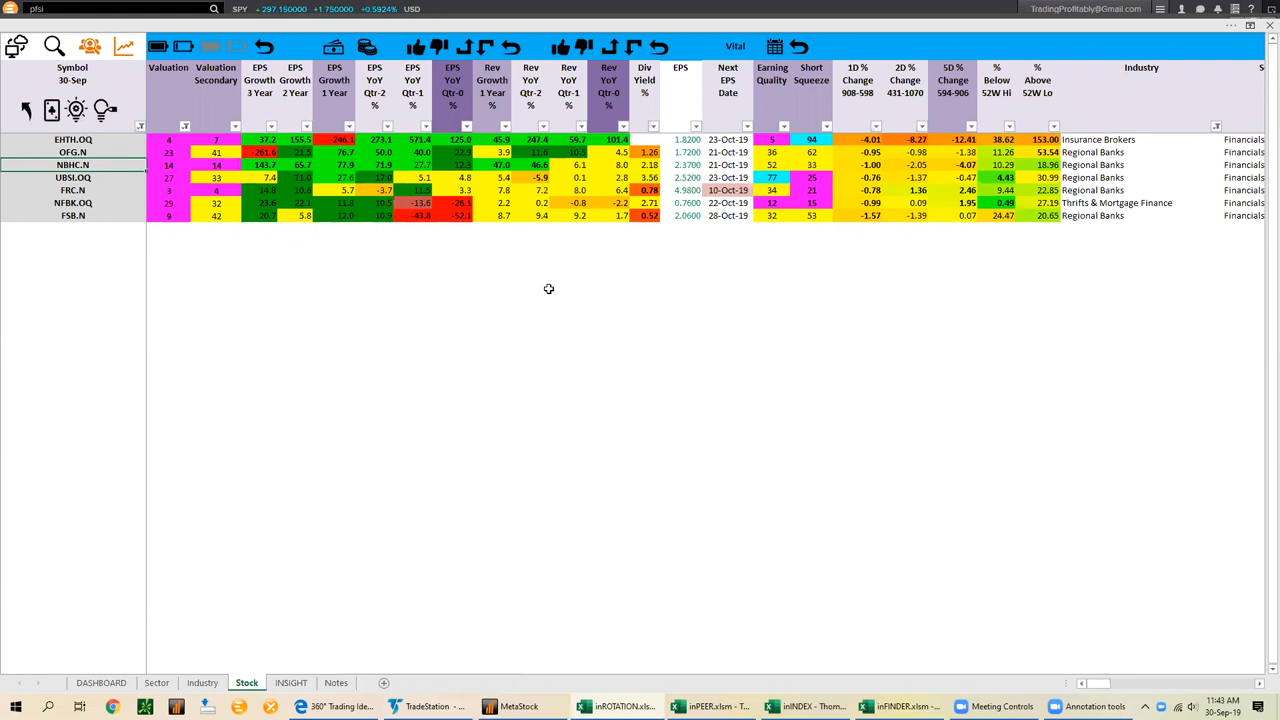 pfsi SPY + 297.150000 +1.750000 +0.5924% USD TradingProfitably@Gmail.com
Vital
Symbol 30-Sep Valuation Valuation Secondary EPS Growth 3 Year EPS Growth 2 Year EPS Growth 1 Year EPS YoY Qtr-2 % EPS YoY Qtr-1 % EPS YoY Qtr-0 % Rev Growth 1 Year Rev YoY Qtr-2 % Rev YoY Qtr-1 % Rev YoY Qtr-0 % Div Yield % EPS Next EPS Date Earning Quality Short Squeeze 1D % Change 908-598 2D % Change 431-1070 5D % Change 594-906 % Below 52W Hi % Above 52W Lo Industry S
EHTH.OQ 4 7 37.2 155.5 -246.1 273.1 571.4 125.0 45.9 247.4 59.7 101.4 1.8200 23-Oct-19 5 94 -4.01 -8.27 -12.41 38.62 153.00 Insurance Brokers Financials
OFG.N 23 41 -261.6 21.5 76.7 50.0 40.0 22.9 3.9 11.6 10.5 4.5 1.26 1.7200 21-Oct-19 36 62 -0.95 -0.98 -1.38 11.26 53.54 Regional Banks Financials
NBHC.N 14 14 143.7 65.7 77.9 71.9 27.7 12.3 47.0 46.6 6.1 8.0 2.18 2.3700 21-Oct-19 52 33 -1.00 -2.05 -4.07 10.29 18.96 Regional Banks Financials
UBSI.OQ 27 33 7.4 11.0 27.6 17.0 5.1 4.8 5.4 -5.9 0.1 2.8 3.56 2.5200 23-Oct-19 77 25 -0.76 -1.37 -0.47 4.43 30.99 Regional Banks Financials
FRC.N 3 4 14.8 10.6 5.7 -3.7 11.5 3.3 7.8 7.2 8.0 6.4 0.78 4.9800 10-Oct-19 34 21 -0.78 1.36 2.46 9.44 22.85 Regional Banks Financials
NFBK.OQ 29 32 23.6 22.1 11.8 10.5 -13.6 -26.1 2.2 0.2 -0.8 -2.2 2.71 0.7600 22-Oct-19 12 15 -0.99 0.09 1.95 0.49 27.19 Thrifts & Mortgage Finance Financials
FSB.N 9 42 20.7 5.8 12.0 10.9 -43.8 -52.1 8.7 9.4 9.2 1.7 0.52 2.0600 28-Oct-19 32 53 -1.57 -1.39 0.07 24.47 20.65 Regional Banks Financials
DASHBOARD Sector Industry Stock INSIGHT Notes
360° Trading Ide... TradeStation - ... MetaStock inROTATION.xls... inPEER.xlsm - T... inINDEX - Thom... inFINDER.xlsm -... Meeting Controls Annotation tools 11:43 AM
30-Sep-19